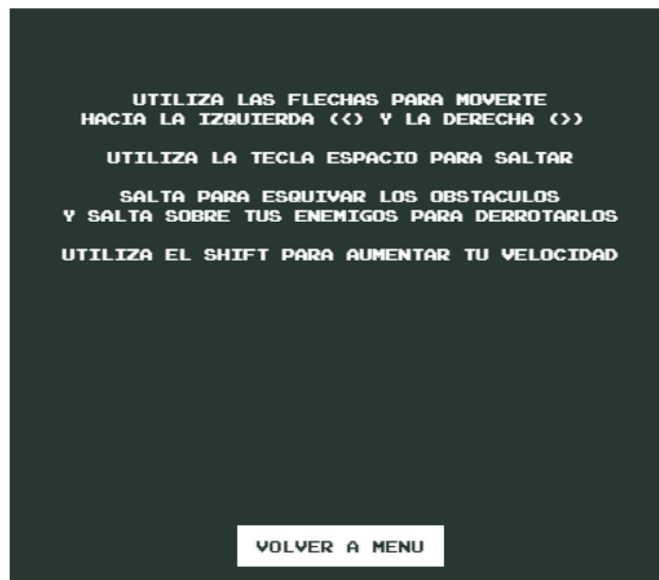 UTILIZA LAS FLECHAS PARA MOVERTE
HACIA LA IZQUIERDA (<) Y LA DERECHA (>)
UTILIZA LA TECLA ESPACIO PARA SALTAR
SALTA PARA ESQUIVAR LOS OBSTACULOS
Y SALTA SOBRE TUS ENEMIGOS PARA DERROTARLOS
UTILIZA EL SHIFT PARA AUMENTAR TU VELOCIDAD
VOLVER A MENU